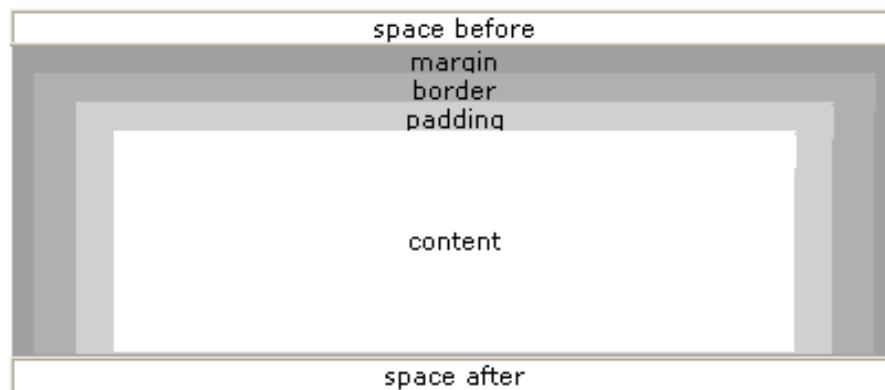 space before
margin
border
padding
content
space after